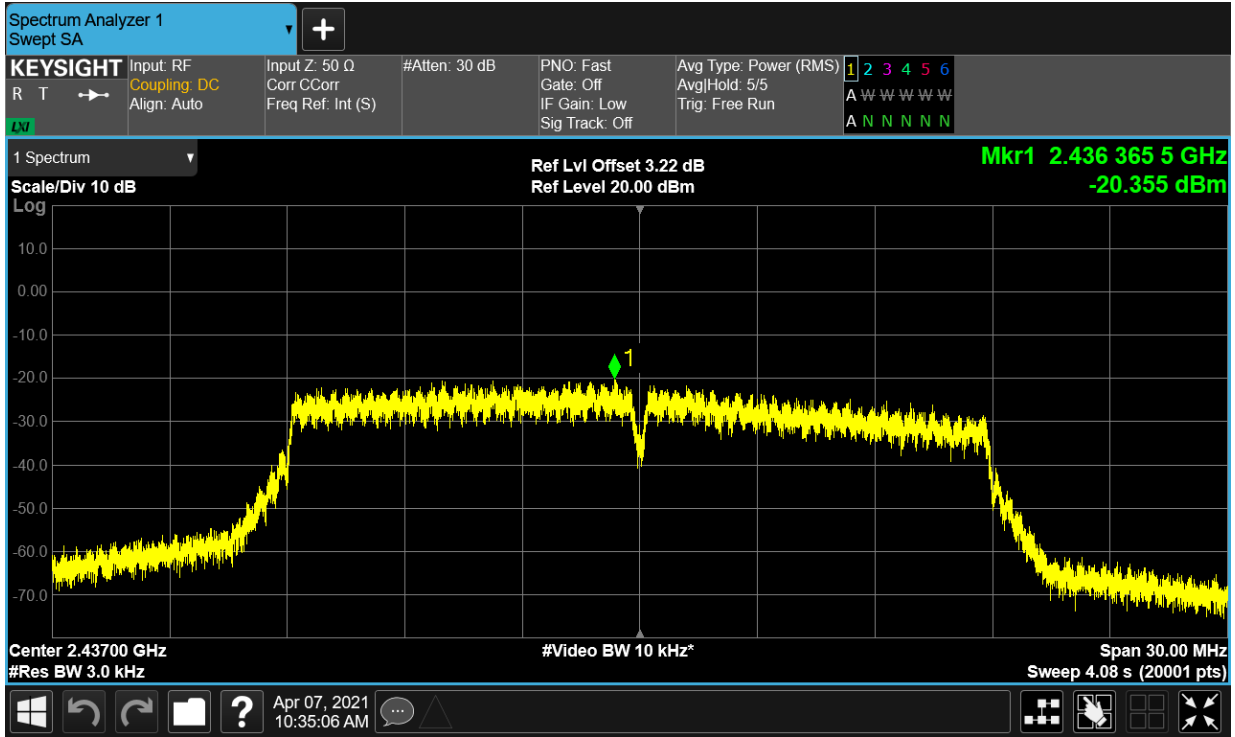 Spectrum Analyzer 1
Swept SA
+
KEYSIGHT
R T
LXI
Input: RF
Coupling: DC
Align: Auto
Input Z: 50 Ω
Corr CCorr
Freq Ref: Int (S)
#Atten: 30 dB
PNO: Fast
Gate: Off
IF Gain: Low
Sig Track: Off
Avg Type: Power (RMS)
Avg|Hold: 5/5
Trig: Free Run
1 2 3 4 5 6
A W W W W W
A N N N N N
1 Spectrum
Scale/Div 10 dB
Log
Ref Lvl Offset 3.22 dB
Ref Level 20.00 dBm
Mkr1 2.436 365 5 GHz
-20.355 dBm
10.0
0.00
-10.0
-20.0
-30.0
-40.0
-50.0
-60.0
-70.0
1
Center 2.43700 GHz
#Res BW 3.0 kHz
#Video BW 10 kHz*
Span 30.00 MHz
Sweep 4.08 s (20001 pts)
?
Apr 07, 2021
10:35:06 AM